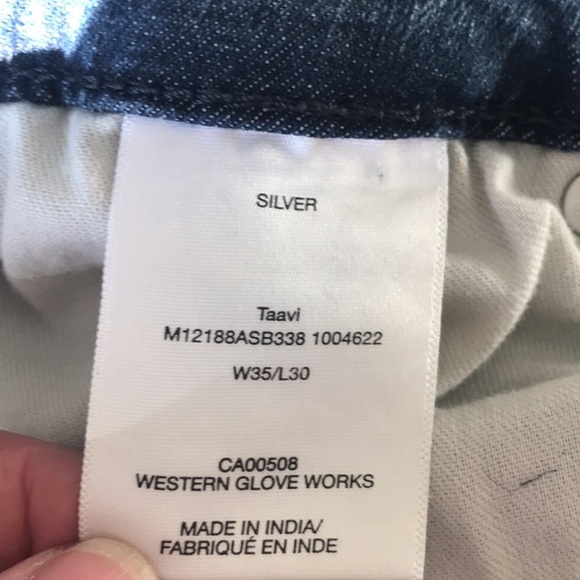 SILVER
Taavi
M12188ASB338 1004622
W35/L30
CA00508
WESTERN GLOVE WORKS
MADE IN INDIA/
FABRIQUÉ EN INDE